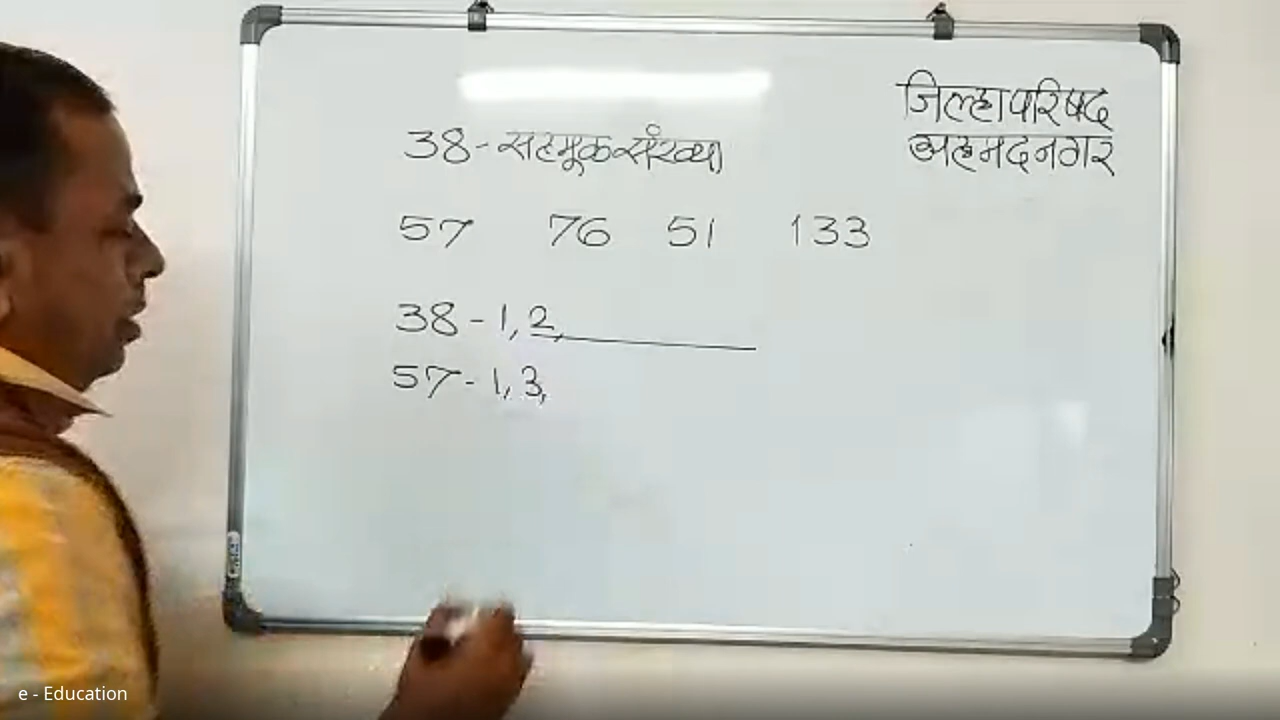 जिल्हा परिषद
अहमदनगर
38 - सहमूळ संख्या
57 76 51 133
38 - 1, 2,
57 - 1, 3,
e - Education